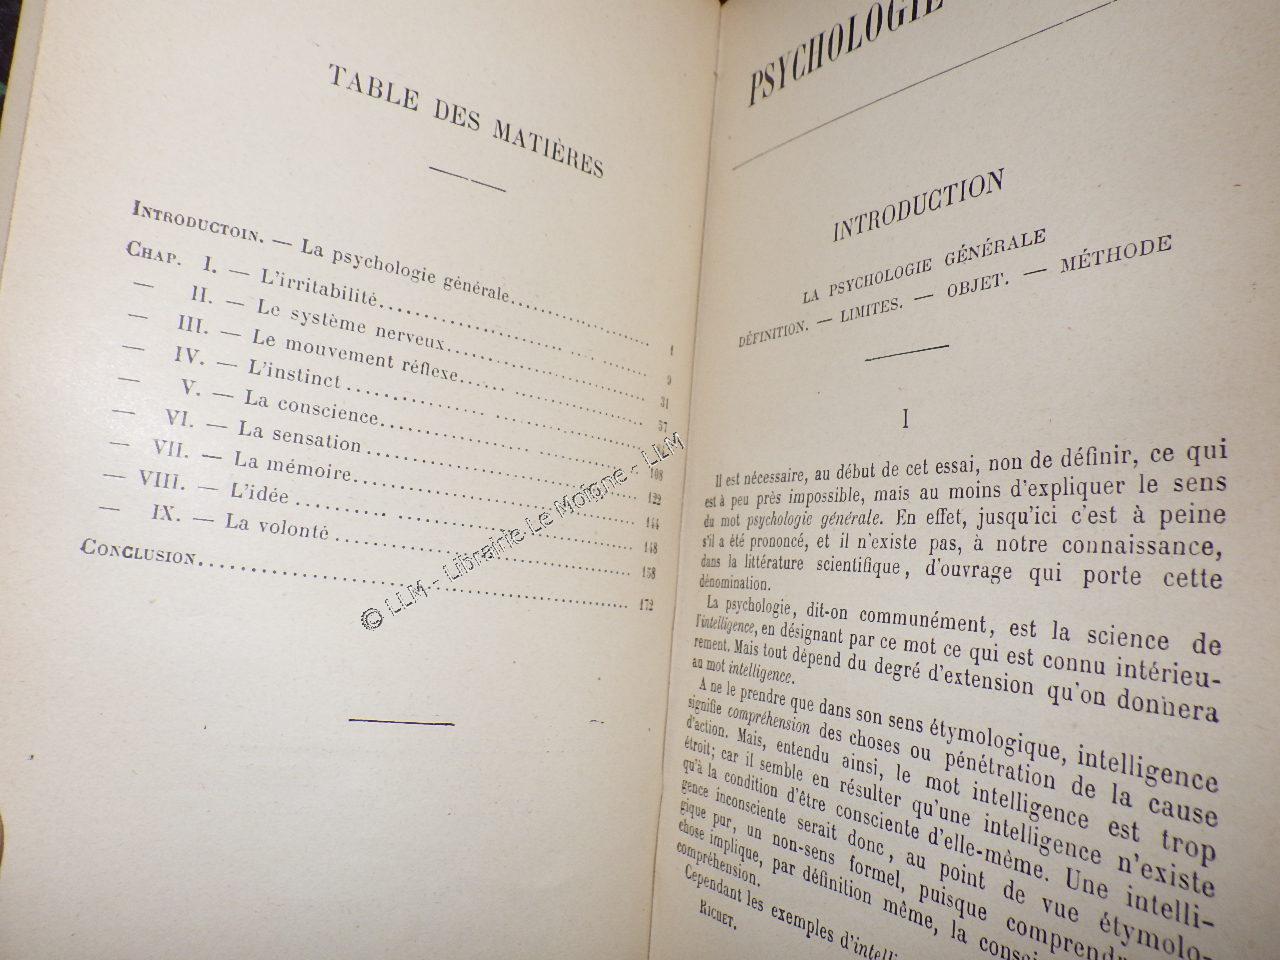 TABLE DES MATIÈRES
INTRODUCTOIN. — La psychologie générale 1
CHAP. I. — L'irritabilité 9
— II. — Le système nerveux 31
— III. — Le mouvement réflexe 57
— IV. — L'instinct
— V. — La conscience 108
— VI. — La sensation 122
— VII. — La mémoire 144
— VIII. — L'idée 148
— IX. — La volonté 158
CONCLUSION 172
© LLM - Librairie Le Moigne - LLM
PSYCHOLOGIE
INTRODUCTION
LA PSYCHOLOGIE GÉNÉRALE
DÉFINITION. — LIMITES. — OBJET. — MÉTHODE
I
Il est nécessaire, au début de cet essai, non de définir, ce qui
est à peu près impossible, mais au moins d'expliquer le sens
du mot psychologie générale. En effet, jusqu'ici c'est à peine
s'il a été prononcé, et il n'existe pas, à notre connaissance,
dans la littérature scientifique, d'ouvrage qui porte cette
dénomination.
La psychologie, dit-on communément, est la science de
l'intelligence, en désignant par ce mot ce qui est connu intérieu-
rement. Mais tout dépend du degré d'extension qu'on donnera
au mot intelligence.
A ne le prendre que dans son sens étymologique, intelligence
signifie compréhension des choses ou pénétration de la cause
d'action. Mais, entendu ainsi, le mot intelligence est trop
étroit; car il semble en résulter qu'une intelligence n'existe
qu'à la condition d'être consciente d'elle-même. Une intelli-
gence inconsciente serait donc, au point de vue étymolo-
gique pur, un non-sens formel, puisque comprendre
chose implique, par définition même, la consci
compréhension.
Cependant les exemples d'intell
RICHET.